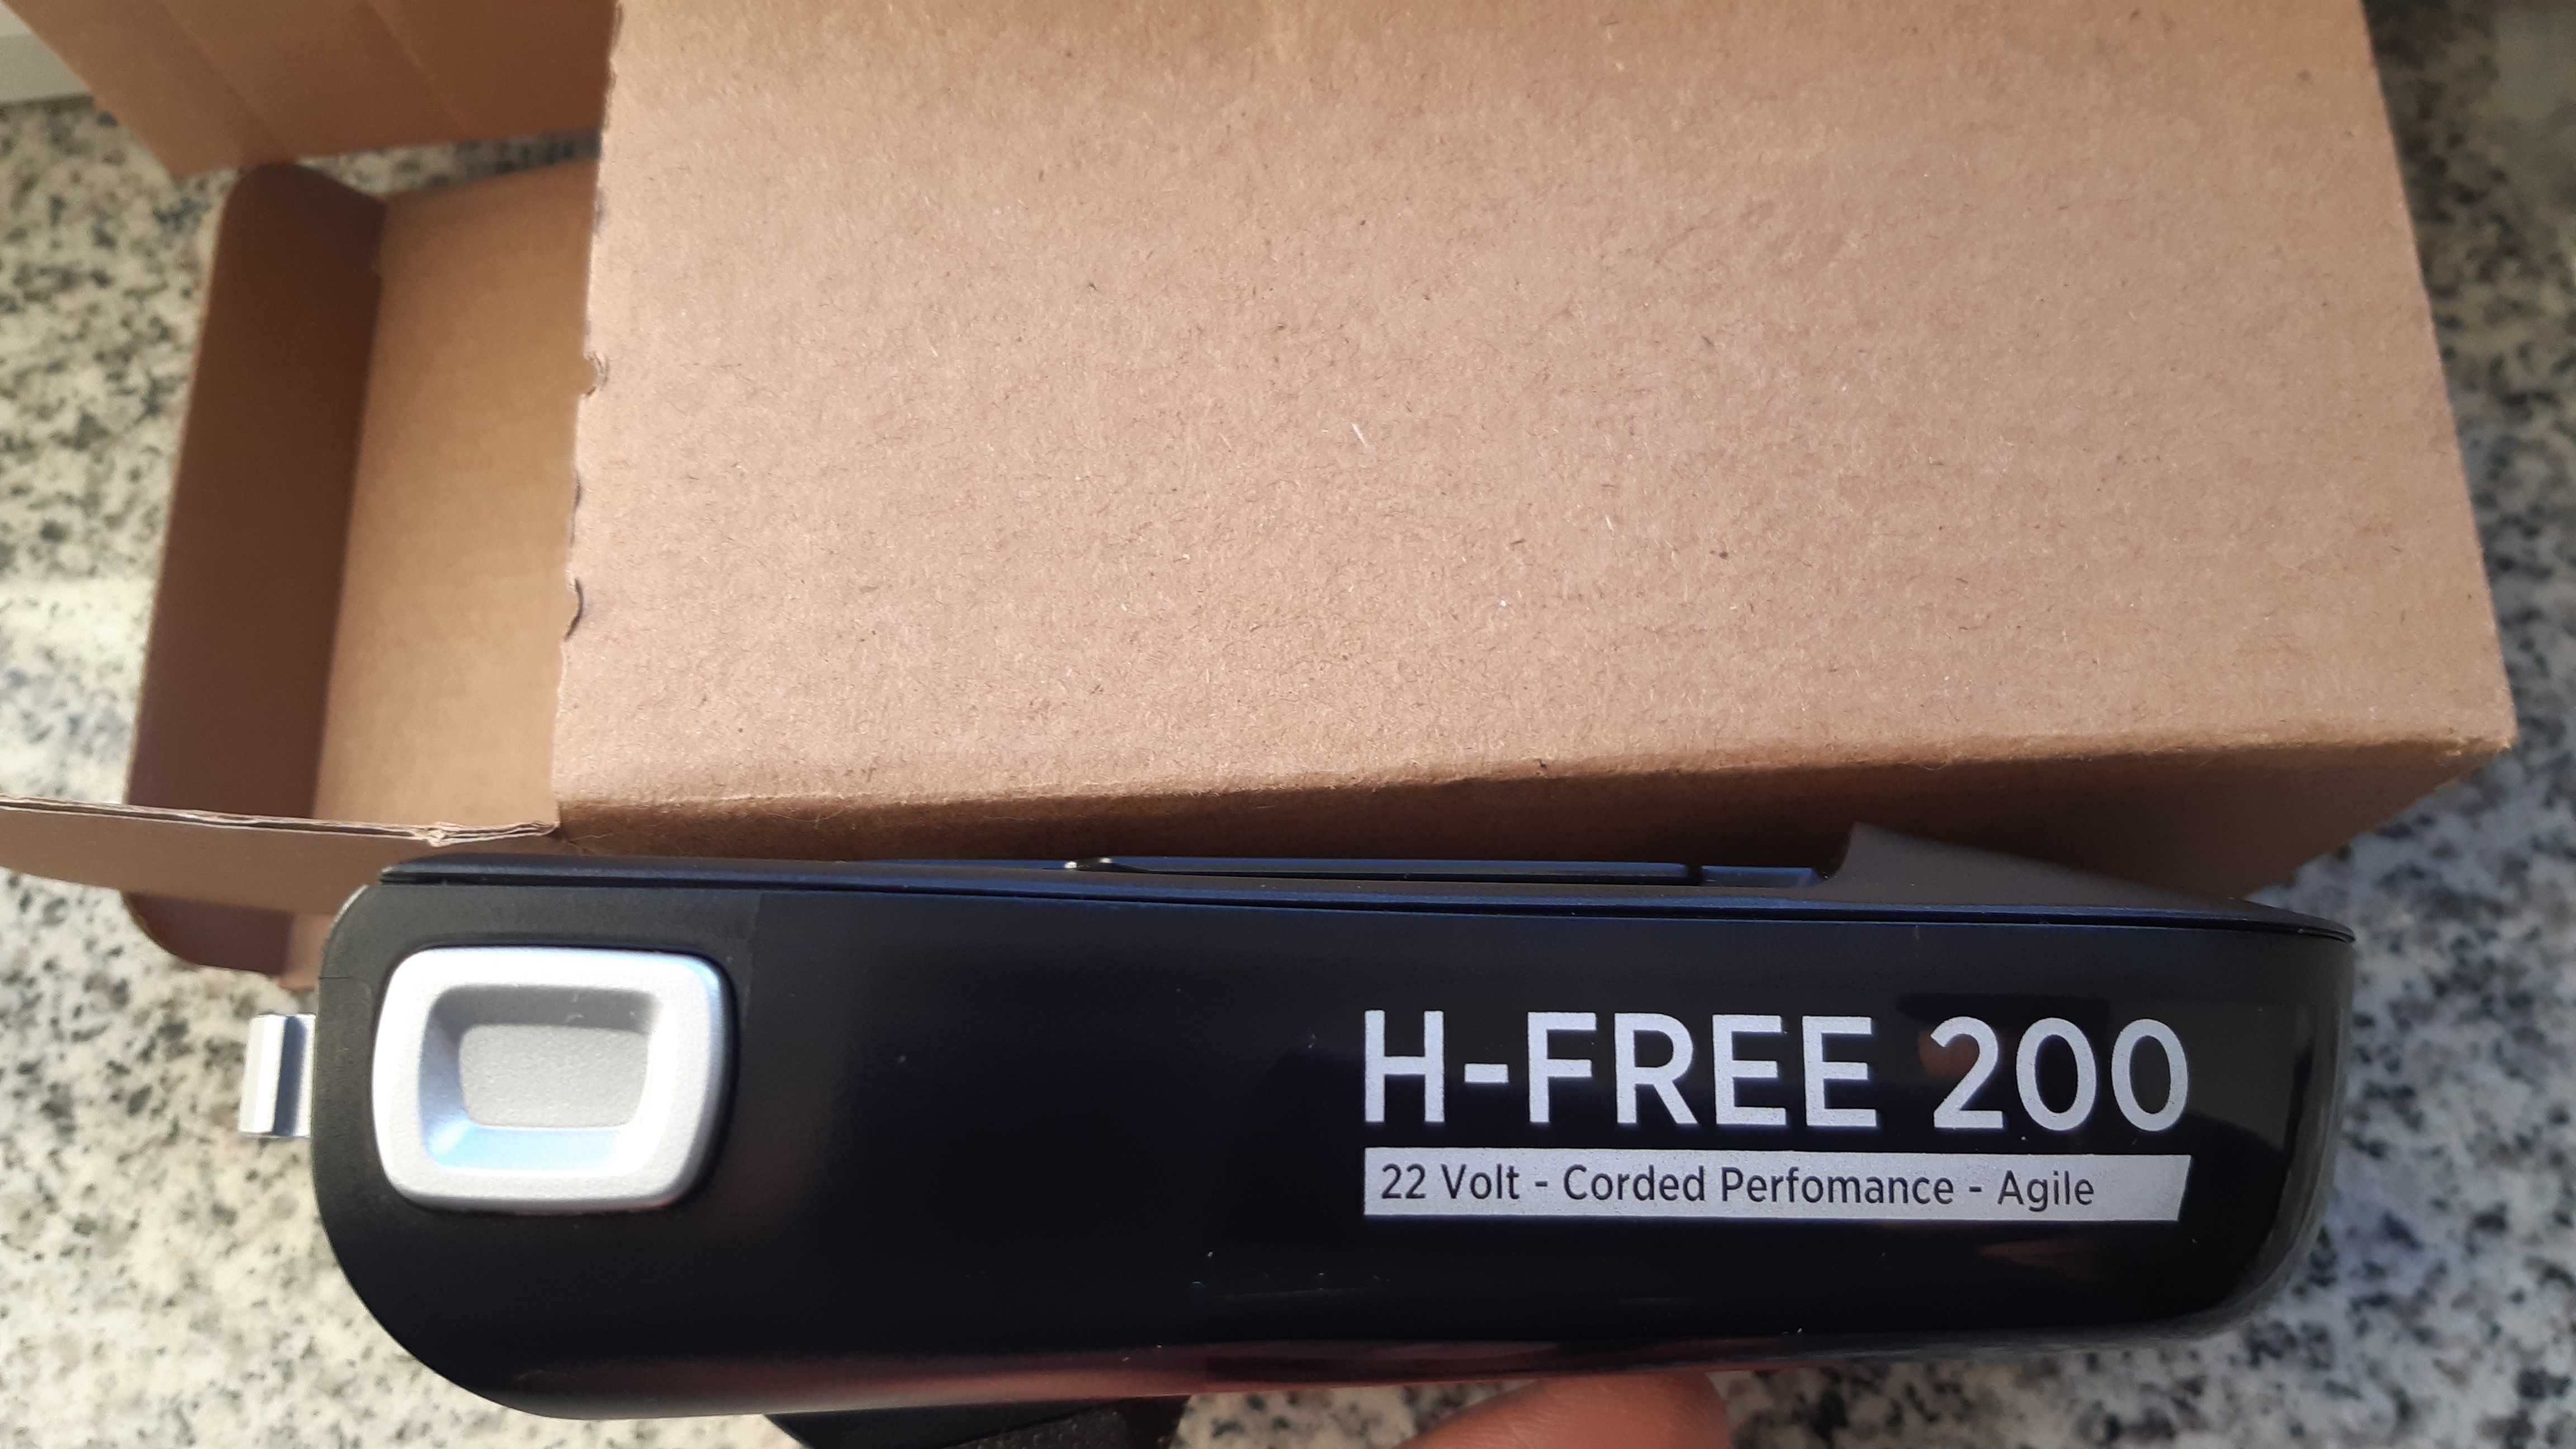 H-FREE 200
22 Volt - Corded Perfomance - Agile